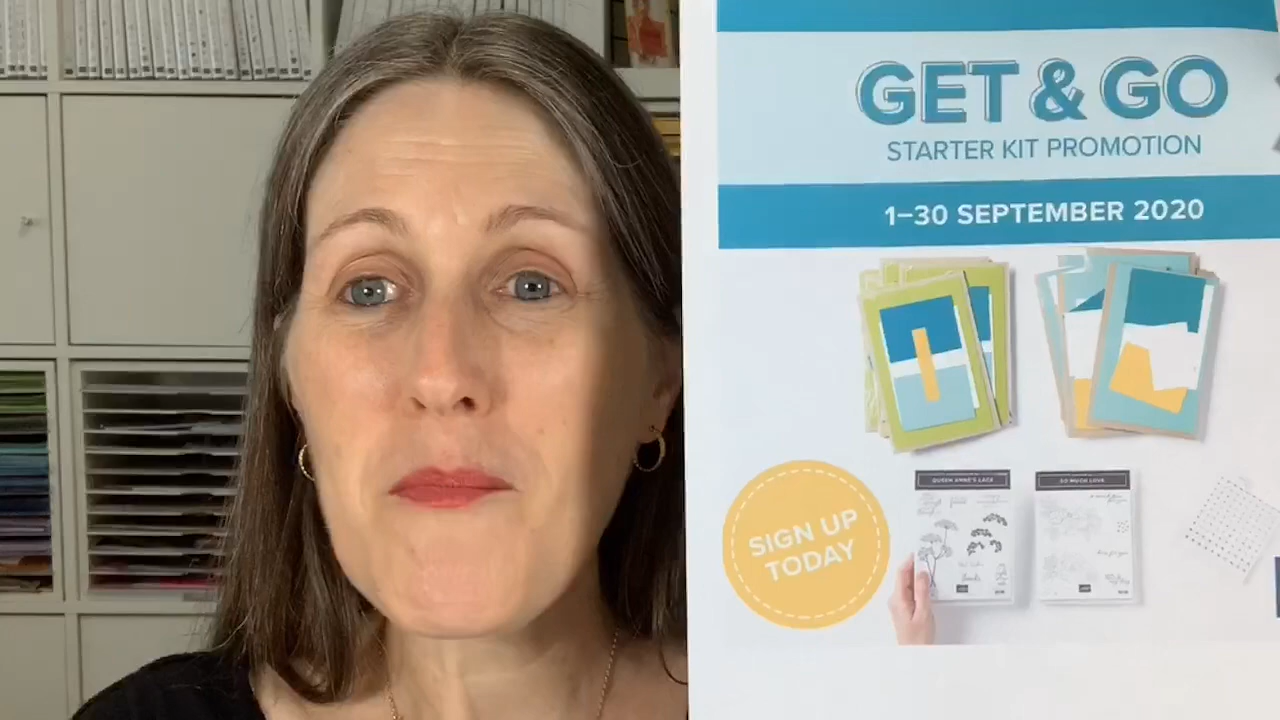 GET & GO
STARTER KIT PROMOTION
1–30 SEPTEMBER 2020
SIGN UP
TODAY
QUEEN ANNE'S LACE
SO MUCH LOVE